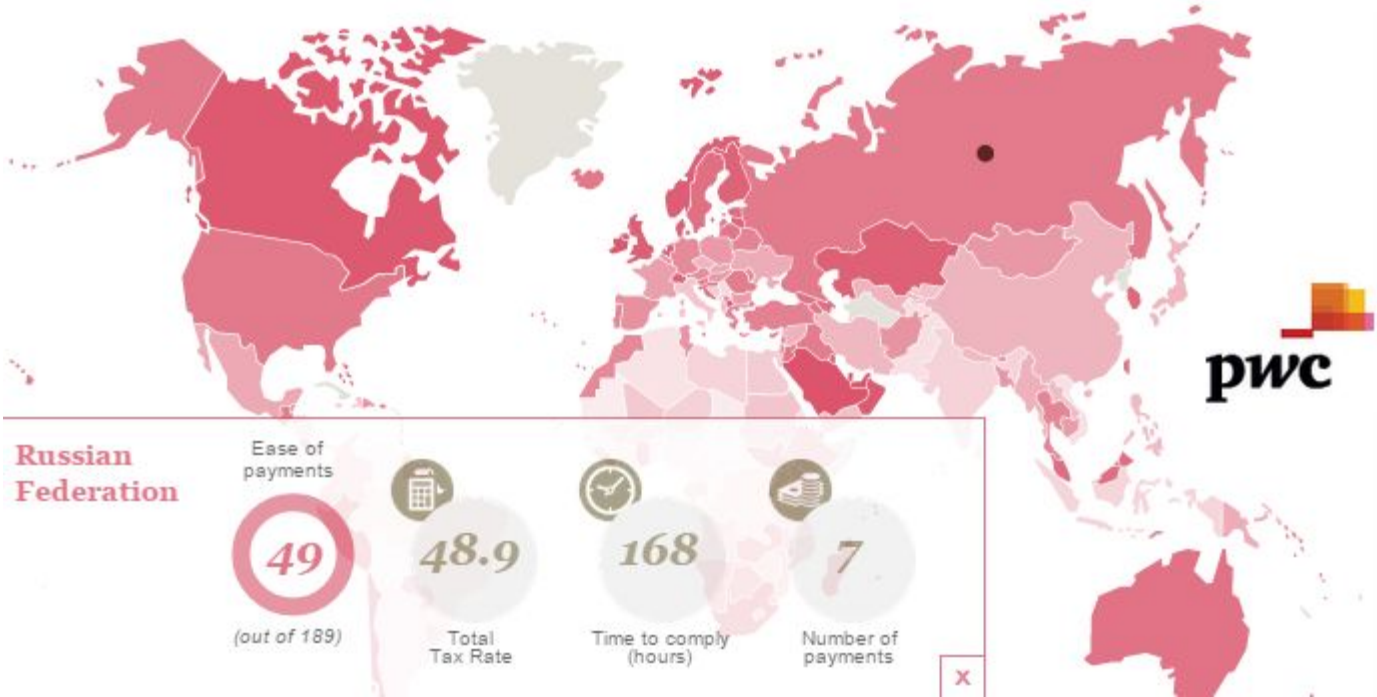 pwc
Russian
Federation
Ease of
payments
49
(out of 189)
48.9
Total
Tax Rate
168
Time to comply
(hours)
7
Number of
payments
x